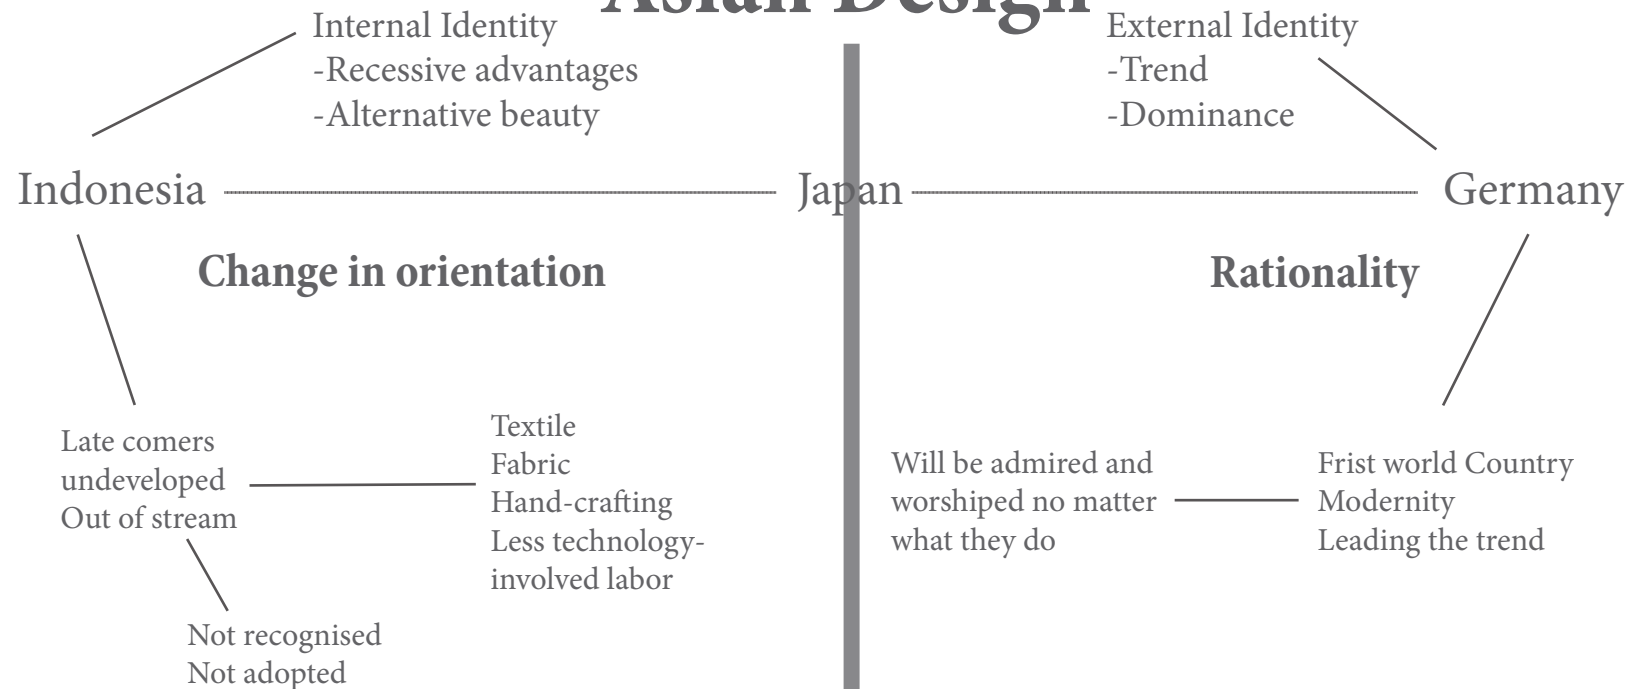 Asian Design
Internal Identity
-Recessive advantages
-Alternative beauty
External Identity
-Trend
-Dominance
Indonesia
Japan
Germany
Change in orientation
Rationality
Late comers
undeveloped
Out of stream
Textile
Fabric
Hand-crafting
Less technology-
involved labor
Not recognised
Not adopted
Will be admired and
worshiped no matter
what they do
Frist world Country
Modernity
Leading the trend